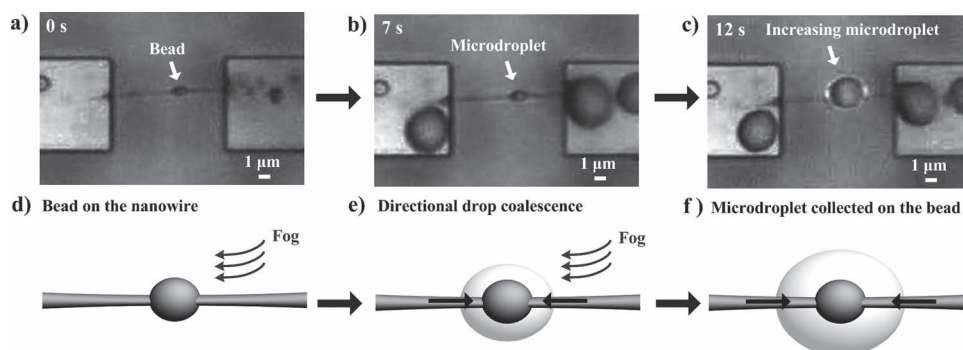 a)
0 s
Bead
1 μm
b)
7 s
Microdroplet
1 μm
c)
12 s
Increasing microdroplet
1 μm
d) Bead on the nanowire
Fog
e) Directional drop coalescence
Fog
f) Microdroplet collected on the bead